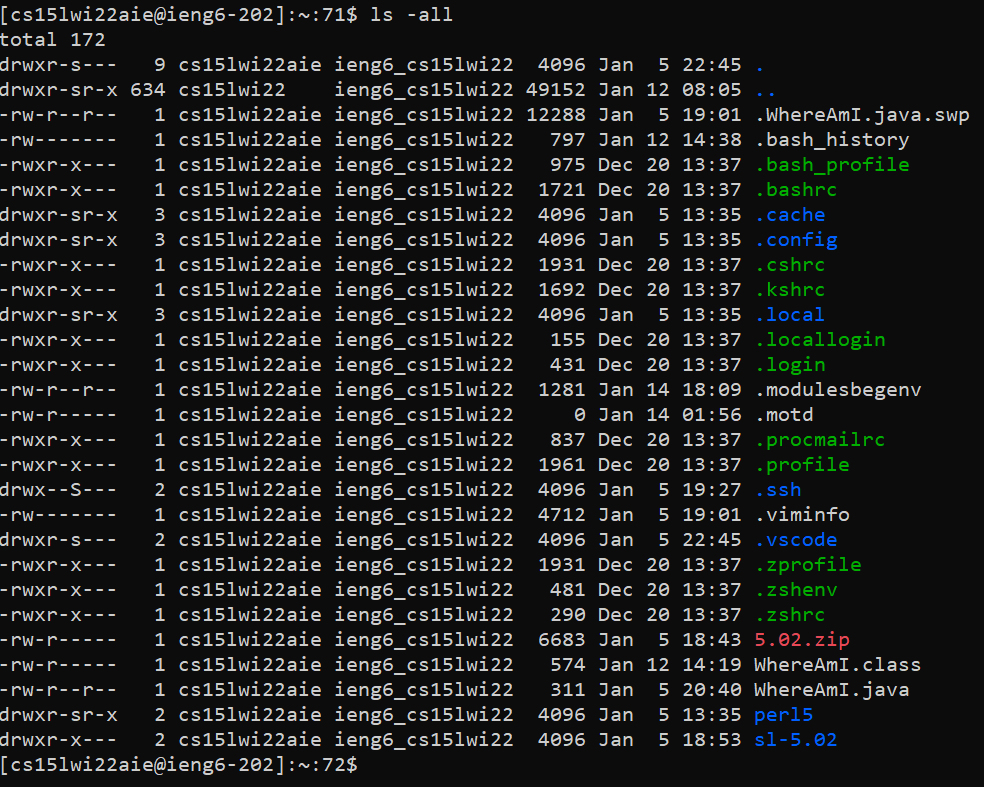 [cs15lwi22aie@ieng6-202]:~:71$ ls -all
total 172
drwxr-s---   9 cs15lwi22aie ieng6_cs15lwi22  4096 Jan  5 22:45 .
drwxr-sr-x 634 cs15lwi22    ieng6_cs15lwi22 49152 Jan 12 08:05 ..
-rw-r--r--   1 cs15lwi22aie ieng6_cs15lwi22 12288 Jan  5 19:01 .WhereAmI.java.swp
-rw-------   1 cs15lwi22aie ieng6_cs15lwi22   797 Jan 12 14:38 .bash_history
-rwxr-x---   1 cs15lwi22aie ieng6_cs15lwi22   975 Dec 20 13:37 .bash_profile
-rwxr-x---   1 cs15lwi22aie ieng6_cs15lwi22  1721 Dec 20 13:37 .bashrc
drwxr-sr-x   3 cs15lwi22aie ieng6_cs15lwi22  4096 Jan  5 13:35 .cache
drwxr-sr-x   3 cs15lwi22aie ieng6_cs15lwi22  4096 Jan  5 13:35 .config
-rwxr-x---   1 cs15lwi22aie ieng6_cs15lwi22  1931 Dec 20 13:37 .cshrc
-rwxr-x---   1 cs15lwi22aie ieng6_cs15lwi22  1692 Dec 20 13:37 .kshrc
drwxr-sr-x   3 cs15lwi22aie ieng6_cs15lwi22  4096 Jan  5 13:35 .local
-rwxr-x---   1 cs15lwi22aie ieng6_cs15lwi22   155 Dec 20 13:37 .locallogin
-rwxr-x---   1 cs15lwi22aie ieng6_cs15lwi22   431 Dec 20 13:37 .login
-rw-r--r--   1 cs15lwi22aie ieng6_cs15lwi22  1281 Jan 14 18:09 .modulesbegenv
-rw-r-----   1 cs15lwi22aie ieng6_cs15lwi22     0 Jan 14 01:56 .motd
-rwxr-x---   1 cs15lwi22aie ieng6_cs15lwi22   837 Dec 20 13:37 .procmailrc
-rwxr-x---   1 cs15lwi22aie ieng6_cs15lwi22  1961 Dec 20 13:37 .profile
drwx--S---   2 cs15lwi22aie ieng6_cs15lwi22  4096 Jan  5 19:27 .ssh
-rw-------   1 cs15lwi22aie ieng6_cs15lwi22  4712 Jan  5 19:01 .viminfo
drwxr-s---   2 cs15lwi22aie ieng6_cs15lwi22  4096 Jan  5 22:45 .vscode
-rwxr-x---   1 cs15lwi22aie ieng6_cs15lwi22  1931 Dec 20 13:37 .zprofile
-rwxr-x---   1 cs15lwi22aie ieng6_cs15lwi22   481 Dec 20 13:37 .zshenv
-rwxr-x---   1 cs15lwi22aie ieng6_cs15lwi22   290 Dec 20 13:37 .zshrc
-rw-r-----   1 cs15lwi22aie ieng6_cs15lwi22  6683 Jan  5 18:43 5.02.zip
-rw-r-----   1 cs15lwi22aie ieng6_cs15lwi22   574 Jan 12 14:19 WhereAmI.class
-rw-r--r--   1 cs15lwi22aie ieng6_cs15lwi22   311 Jan  5 20:40 WhereAmI.java
drwxr-sr-x   2 cs15lwi22aie ieng6_cs15lwi22  4096 Jan  5 13:35 perl5
drwxr-x---   2 cs15lwi22aie ieng6_cs15lwi22  4096 Jan  5 18:53 sl-5.02
[cs15lwi22aie@ieng6-202]:~:72$